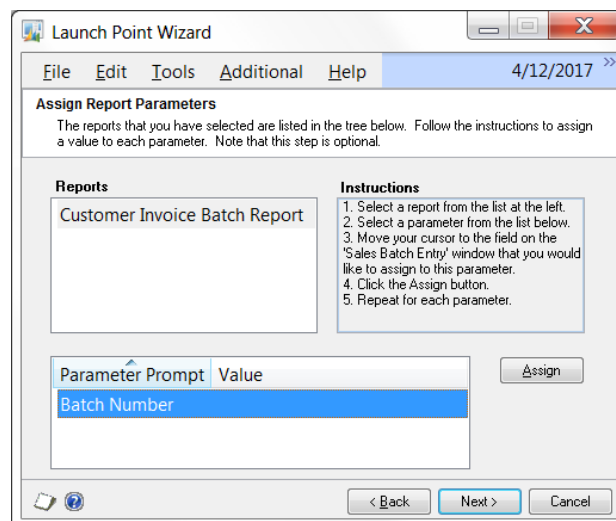 Launch Point Wizard
File Edit Tools Additional Help 4/12/2017 »
Assign Report Parameters
The reports that you have selected are listed in the tree below. Follow the instructions to assign
a value to each parameter. Note that this step is optional.
Reports
Customer Invoice Batch Report
Instructions
1. Select a report from the list at the left.
2. Select a parameter from the list below.
3. Move your cursor to the field on the
'Sales Batch Entry' window that you would
like to assign to this parameter.
4. Click the Assign button.
5. Repeat for each parameter.
Parameter Prompt Value
Batch Number
Assign
< Back Next > Cancel